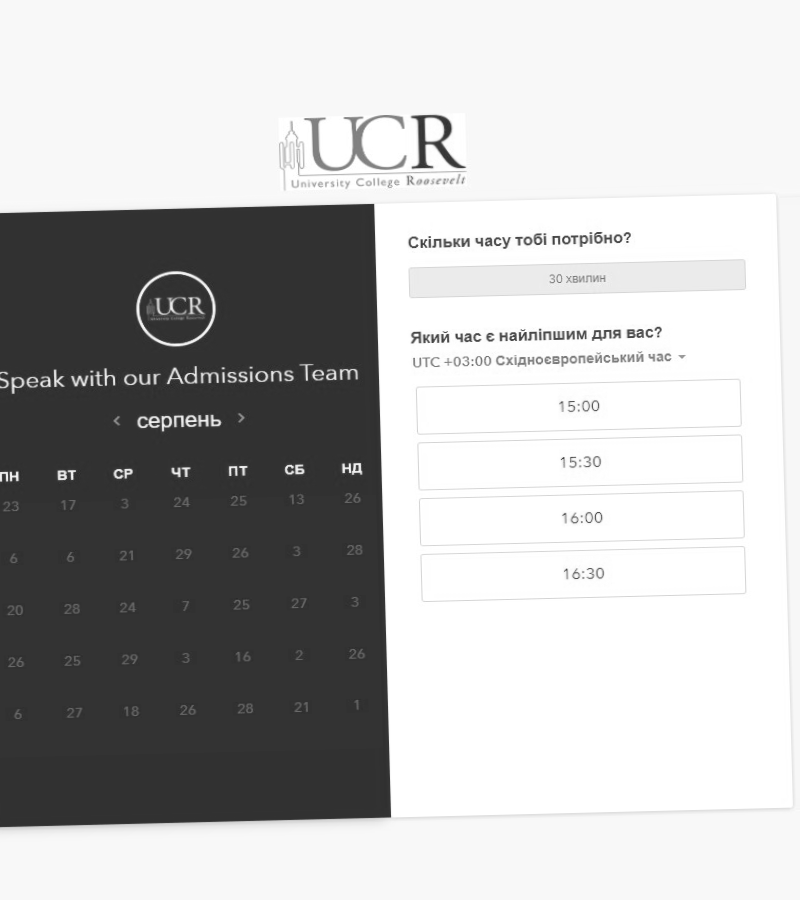 UCR
University College Roosevelt
UCR
Speak with our Admissions Team
‹ серпень ›
ПН ВТ СР ЧТ ПТ СБ НД
23 17 3 24 25 13 26
6 6 21 29 26 3 28
20 28 24 7 25 27 3
26 25 29 3 16 2 26
6 27 18 26 28 21 1
Скільки часу тобі потрібно?
30 хвилин
Який час є найліпшим для вас?
UTC +03:00 Східноєвропейський час
15:00
15:30
16:00
16:30